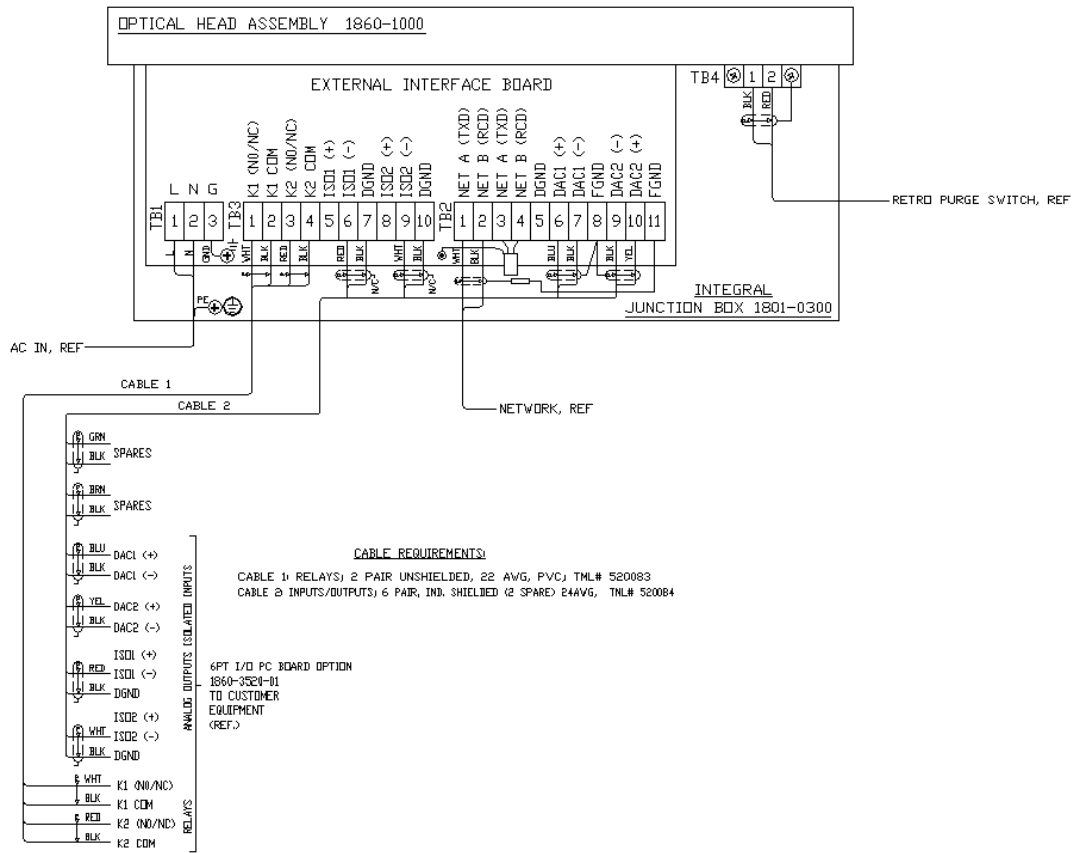 OPTICAL HEAD ASSEMBLY 1860-1000
EXTERNAL INTERFACE BOARD
TB4 1 2
BLK
RED
RETRO PURGE SWITCH, REF
L N G
TB1 1 2 3
L
N
GND
PE
K1 (NO/NC)
K1 COM
K2 (NO/NC)
K2 COM
ISO1 (+)
ISO1 (-)
DGND
ISO2 (+)
ISO2 (-)
DGND
TB3 1 2 3 4 5 6 7 8 9 10
WHT
BLK
RED
BLK
RED
BLK
N/C
WHT
BLK
N/C
NET A (TXD)
NET B (RCD)
NET A (TXD)
NET B (RCD)
DGND
DAC1 (+)
DAC1 (-)
FGND
DAC2 (-)
DAC2 (+)
FGND
TB2 1 2 3 4 5 6 7 8 9 10 11
WHT
BLK
BLU
BLK
BLK
YEL
INTEGRAL
JUNCTION BOX 1801-0300
AC IN, REF
CABLE 1
CABLE 2
NETWORK, REF
GRN
BLK
SPARES
BRN
BLK
SPARES
BLU
DAC1 (+)
BLK
DAC1 (-)
YEL
DAC2 (+)
BLK
DAC2 (-)
ISO1 (+)
RED
ISO1 (-)
BLK
DGND
ISO2 (+)
WHT
ISO2 (-)
BLK
DGND
WHT
K1 (NO/NC)
BLK
K1 COM
RED
K2 (NO/NC)
BLK
K2 COM
ANALOG OUTPUTS ISOLATED INPUTS
RELAYS
6PT I/O PC BOARD OPTION
1860-3520-01
TO CUSTOMER
EQUIPMENT
(REF.)
CABLE REQUIREMENTS:
CABLE 1: RELAYS; 2 PAIR UNSHIELDED, 22 AWG, PVC; TML# 520083
CABLE 2: INPUTS/OUTPUTS; 6 PAIR, IND. SHIELDED (2 SPARE) 24AWG, TNL# 520084